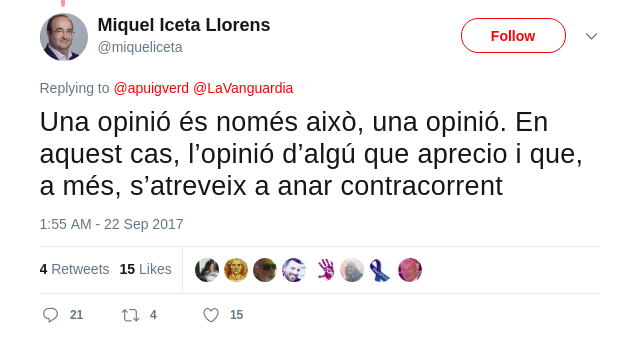 Miquel Iceta Llorens
@miqueliceta
Follow
Replying to @apuigverd @LaVanguardia
Una opinió és només això, una opinió. En
aquest cas, l’opinió d’algú que aprecio i que,
a més, s’atreveix a anar contracorrent
1:55 AM - 22 Sep 2017
4 Retweets 15 Likes
21 4 15